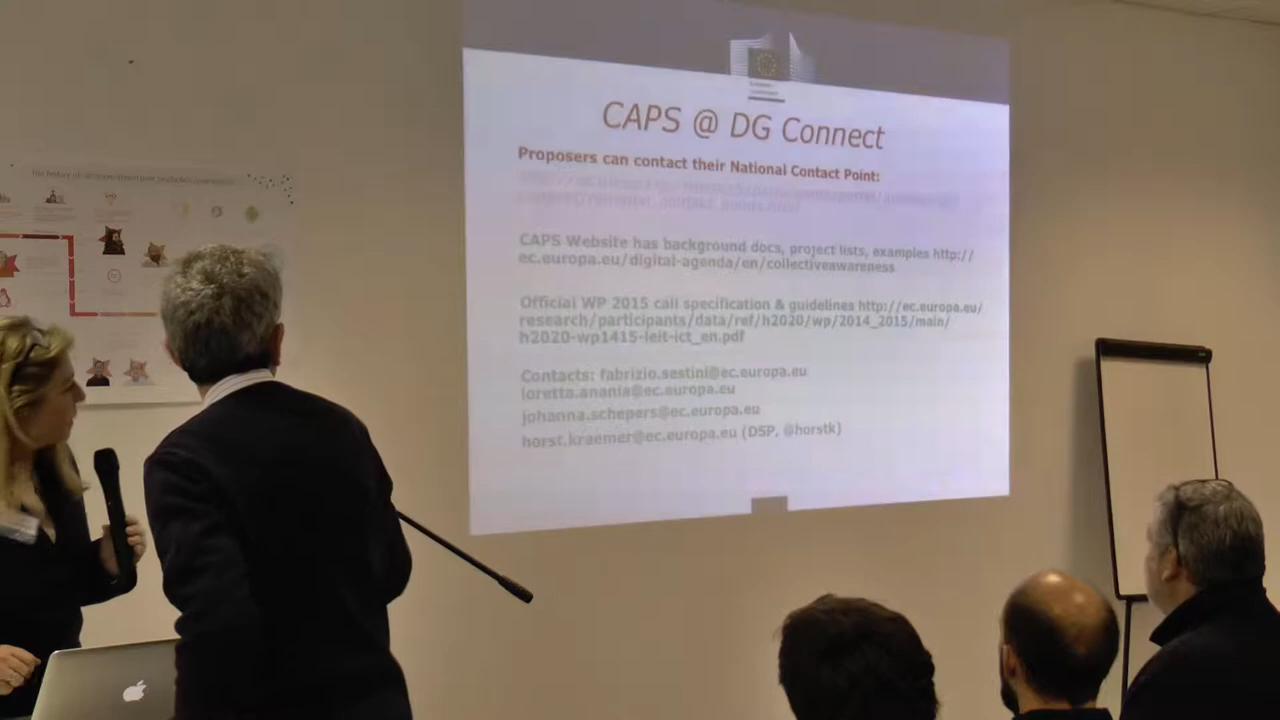 CAPS @ DG Connect
Proposers can contact their National Contact Point:
CAPS Website has background docs, project lists, examples http://
ec.europa.eu/digital-agenda/en/collectiveawareness
Official WP 2015 call specification & guidelines http://ec.europa.eu/
research/participants/data/ref/h2020/wp/2014_2015/main/
h2020-wp1415-leit-ict_en.pdf
Contacts: fabrizio.sestini@ec.europa.eu
loretta.anania@ec.europa.eu
johanna.schepers@ec.europa.eu
horst.kraemer@ec.europa.eu (DSP, @horstk)